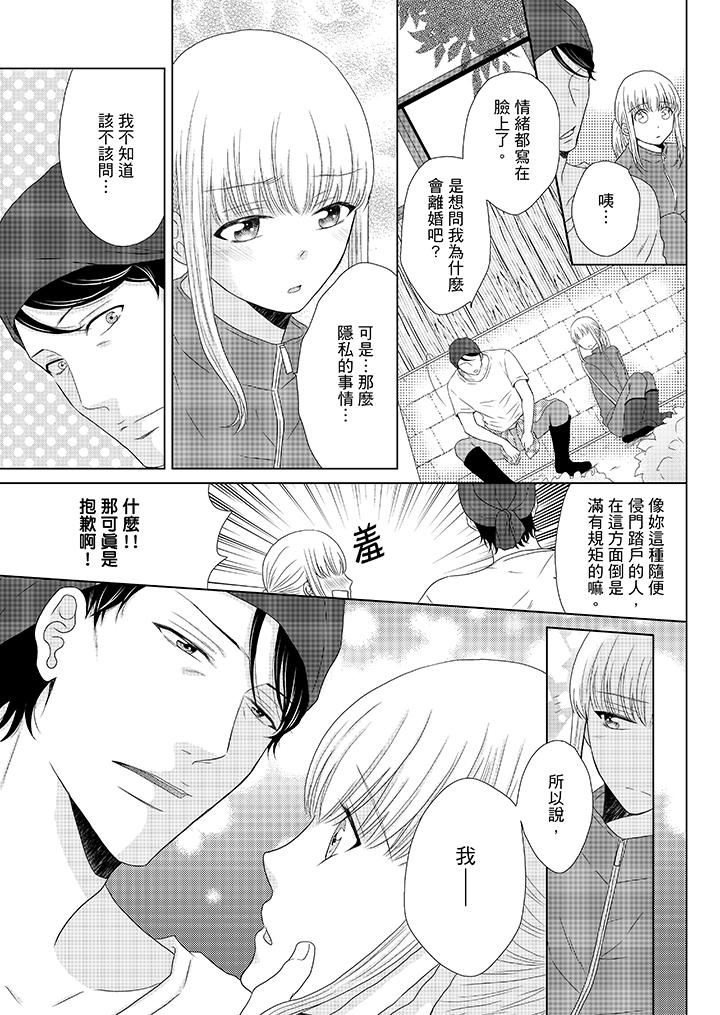 咦…
情緒都寫在
臉上了。
是想問我為什麼
會離婚吧？
可是…那麼
隱私的事情…
我不知道
該不該問…
像妳這種隨便
侵門踏戶的人，
在這方面倒是
滿有規矩的嘛。
羞
什麼!!
那可真是
抱歉啊！
所以說，
我—